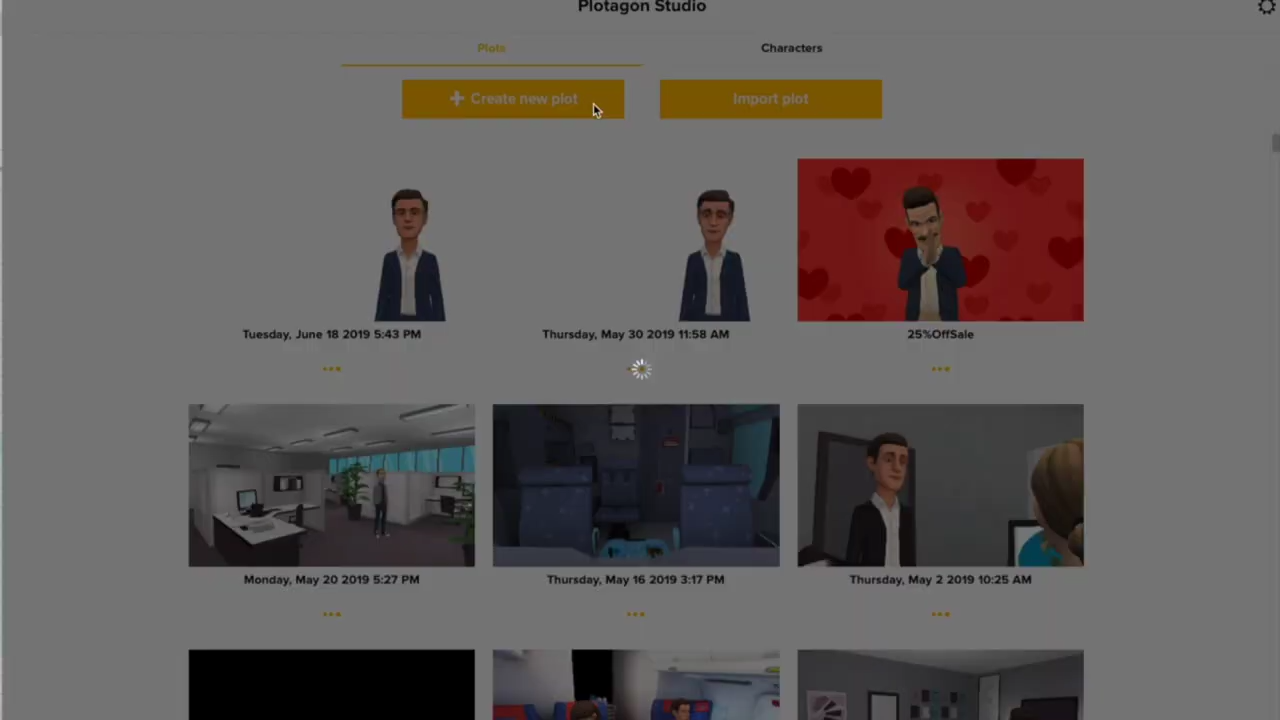 Plotagon Studio
Plots
Characters
Create new plot
Import plot
Tuesday, June 18 2019 5:43 PM
Thursday, May 30 2019 11:58 AM
25%OffSale
Monday, May 20 2019 5:27 PM
Thursday, May 16 2019 3:17 PM
Thursday, May 2 2019 10:25 AM